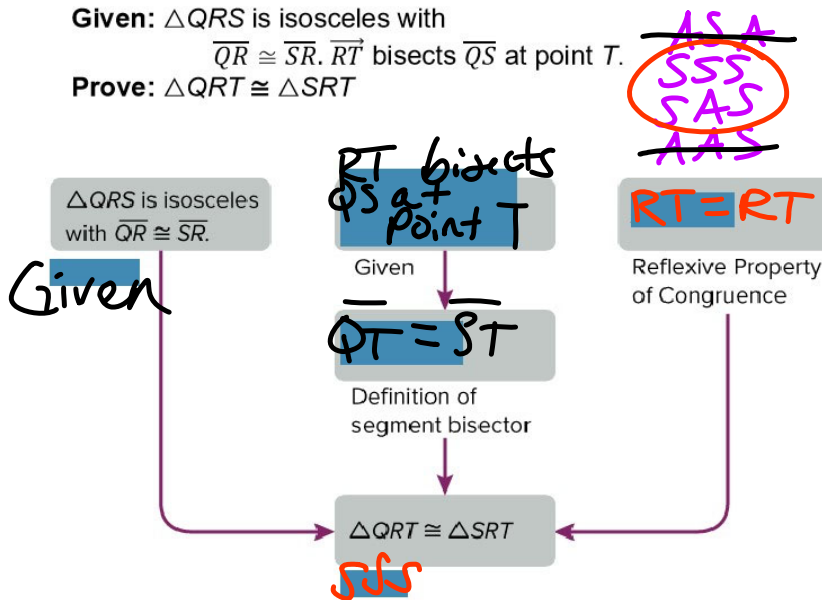 Given: △QRS is isosceles with
QR ≅ SR. RT bisects QS at point T.
Prove: △QRT ≅ △SRT
ASA
SSS
SAS
AAS
△QRS is isosceles
with QR ≅ SR.
Given
RT bisects
QS at
point T
Given
RT = RT
Reflexive Property
of Congruence
QT = ST
Definition of
segment bisector
△QRT ≅ △SRT
SSS